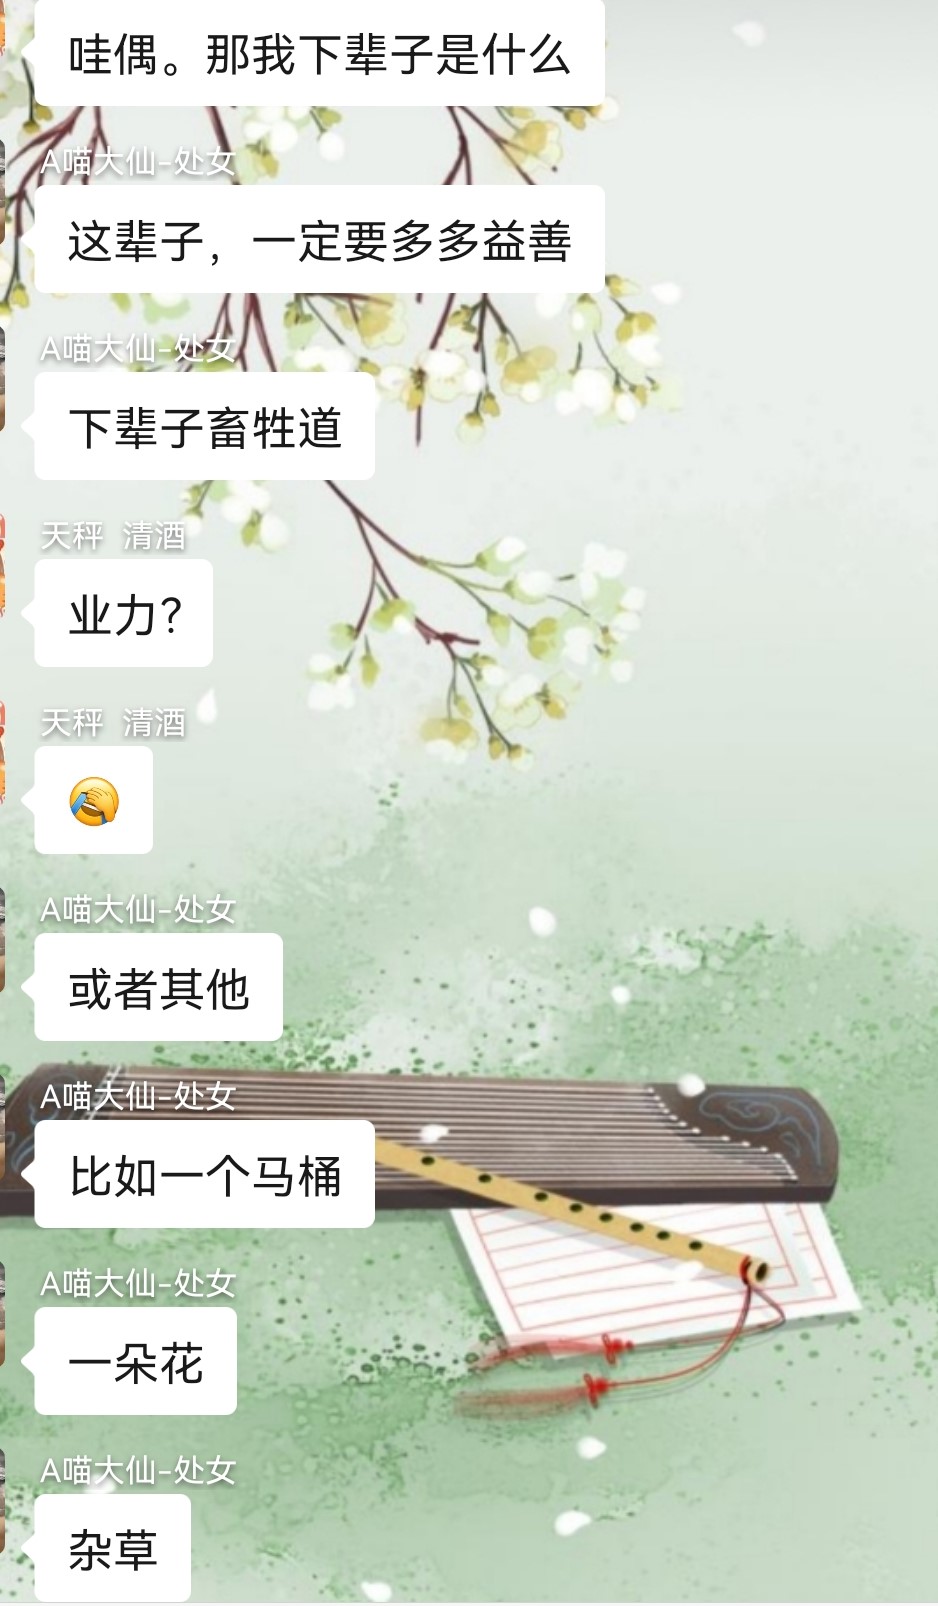 哇偶。那我下辈子是什么
A喵大仙-处女
这辈子，一定要多多益善
A喵大仙-处女
下辈子畜牲道
天秤 清酒
业力？
天秤 清酒
A喵大仙-处女
或者其他
A喵大仙-处女
比如一个马桶
A喵大仙-处女
一朵花
A喵大仙-处女
杂草